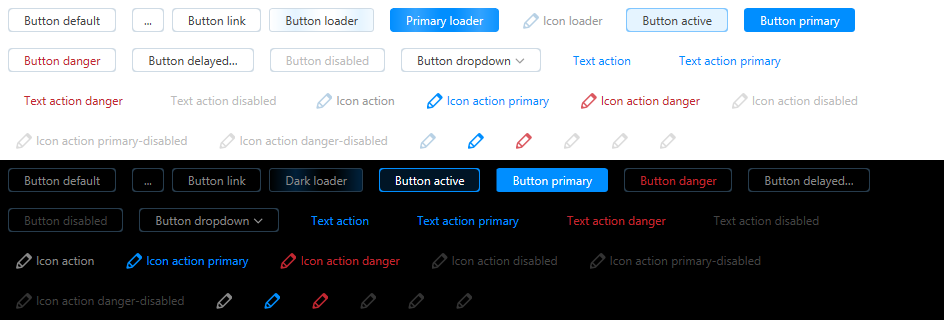 Button default ... Button link Button loader Primary loader Icon loader Button active Button primary
Button danger Button delayed... Button disabled Button dropdown Text action Text action primary
Text action danger Text action disabled Icon action Icon action primary Icon action danger Icon action disabled
Icon action primary-disabled Icon action danger-disabled
Button default ... Button link Dark loader Button active Button primary Button danger Button delayed...
Button disabled Button dropdown Text action Text action primary Text action danger Text action disabled
Icon action Icon action primary Icon action danger Icon action disabled Icon action primary-disabled
Icon action danger-disabled